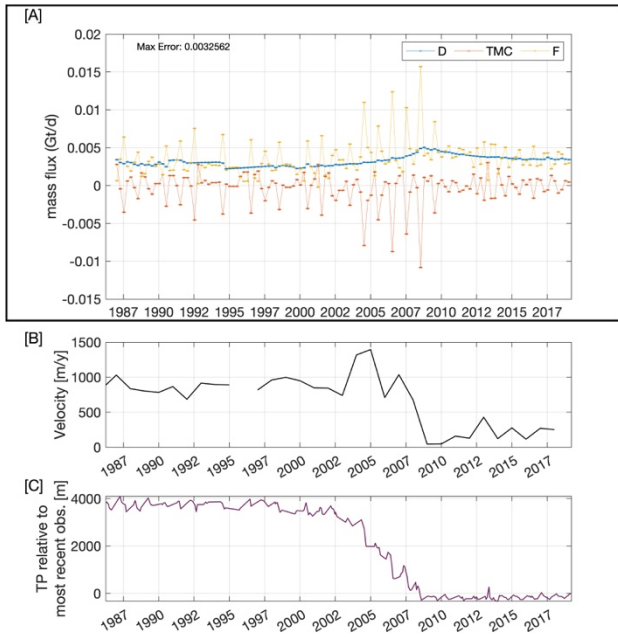 [A]
Max Error: 0.0032562
D TMC F
0.02
0.015
0.01
0.005
0
-0.005
-0.01
-0.015
mass flux (Gt/d)
1987 1990 1992 1995 1997 2000 2002 2005 2007 2010 2012 2015 2017
[B]
1500
1000
500
0
Velocity [m/y]
1987 1990 1992 1995 1997 2000 2002 2005 2007 2010 2012 2015 2017
[C]
4000
2000
0
TP relative to
most recent obs. [m]
1987 1990 1992 1995 1997 2000 2002 2005 2007 2010 2012 2015 2017